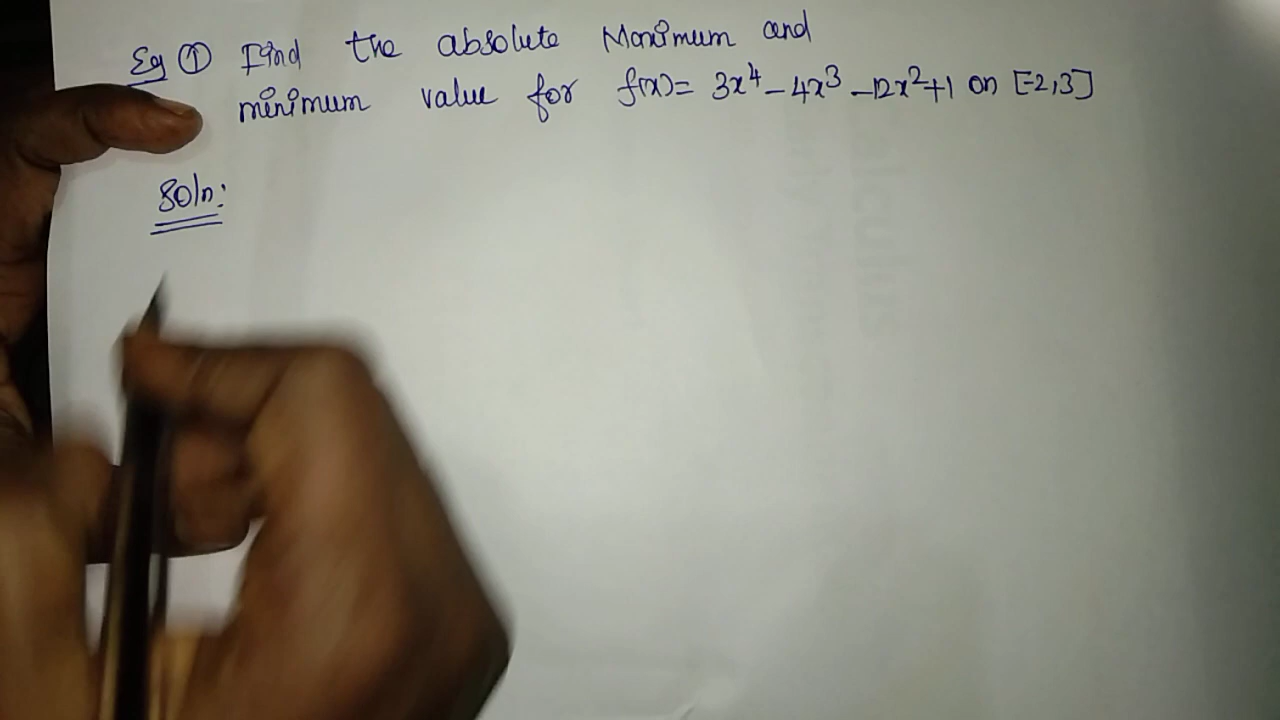 Eg ① Find the absolute Maximum and
minimum value for f(x)= 3x⁴-4x³-12x²+1 on [-2,3]
Soln: